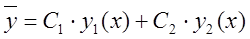 y̅ = C₁ · y₁(x) + C₂ · y₂(x)